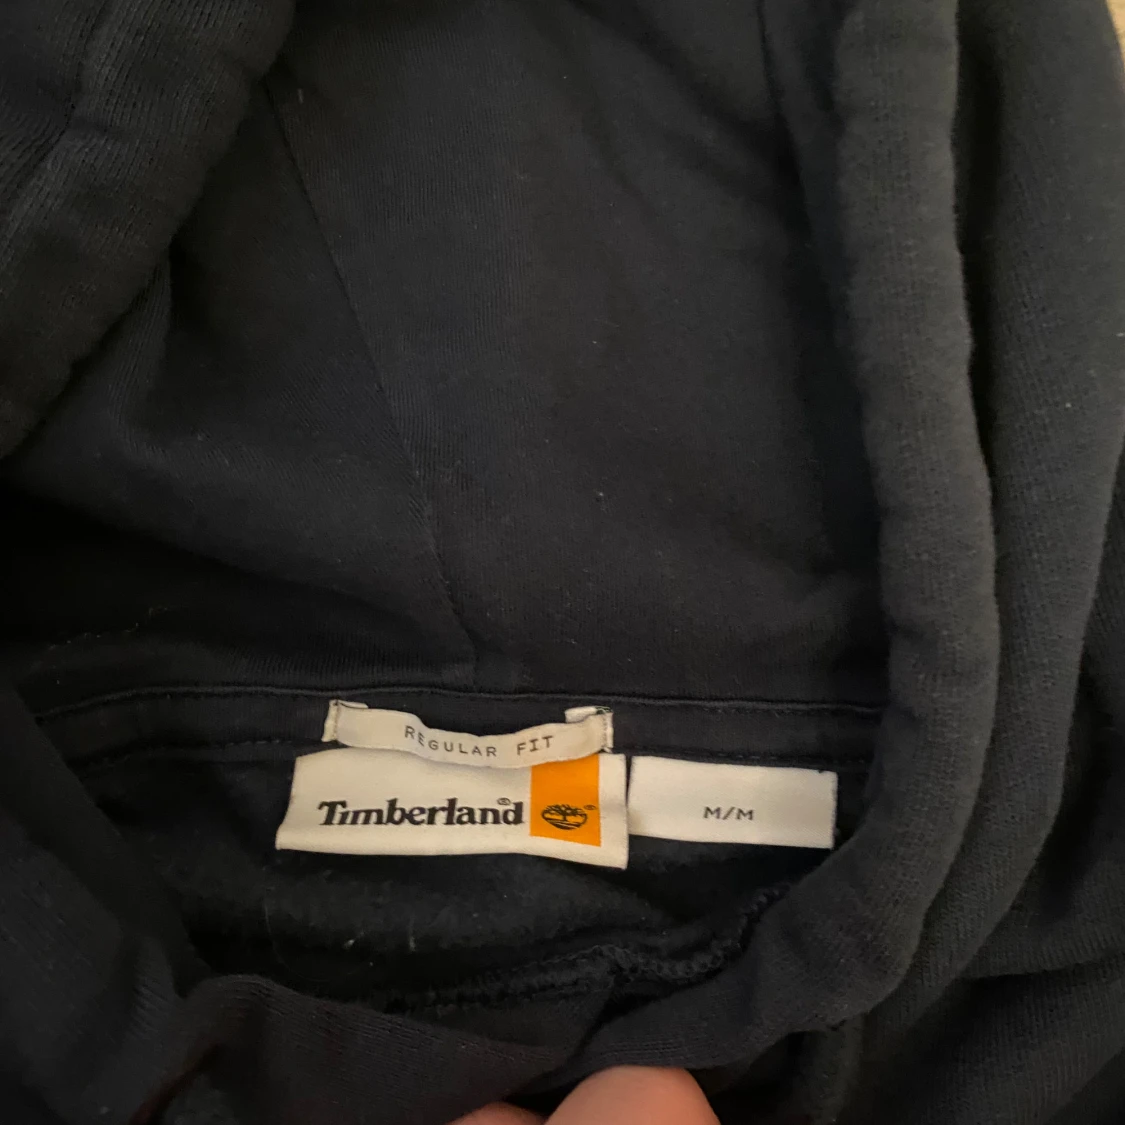 REGULAR FIT
Timberland®
®
M/M